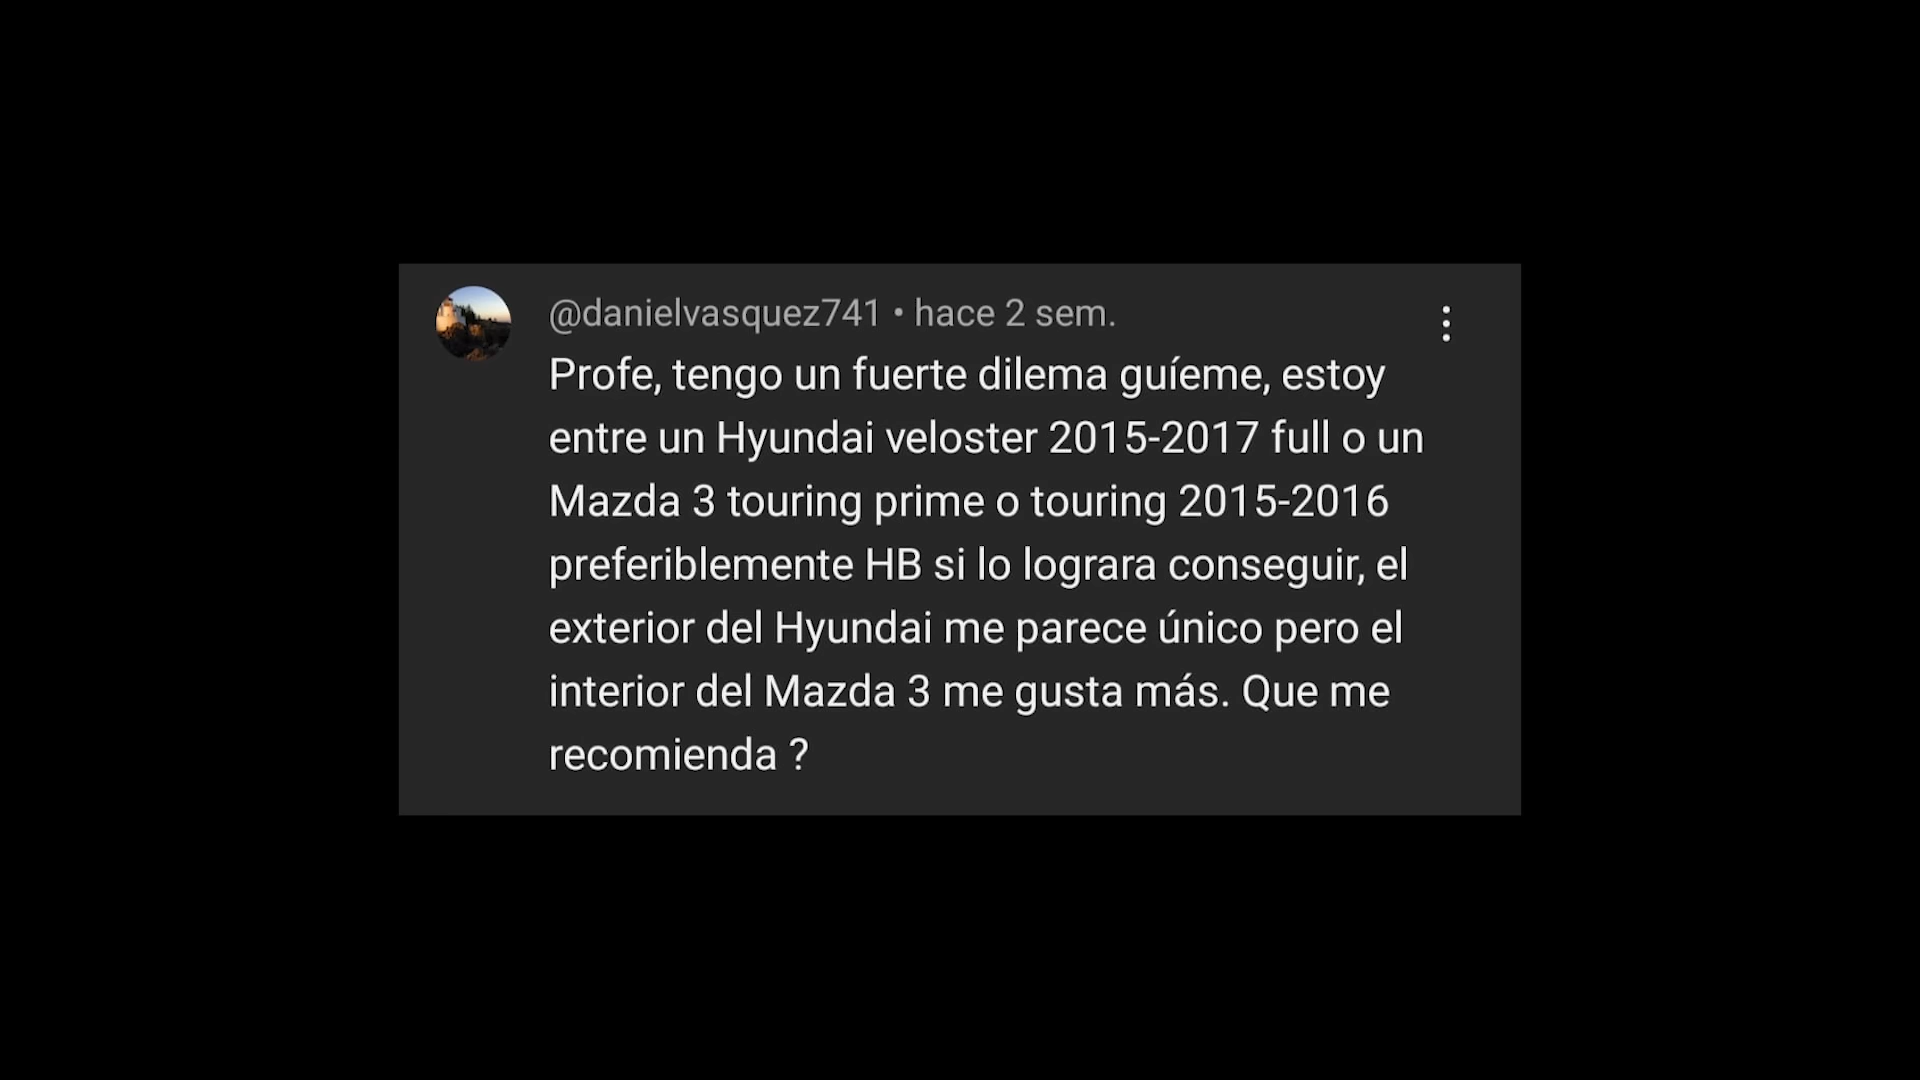 @danielvasquez741 • hace 2 sem.
Profe, tengo un fuerte dilema guíeme, estoy
entre un Hyundai veloster 2015-2017 full o un
Mazda 3 touring prime o touring 2015-2016
preferiblemente HB si lo lograra conseguir, el
exterior del Hyundai me parece único pero el
interior del Mazda 3 me gusta más. Que me
recomienda ?